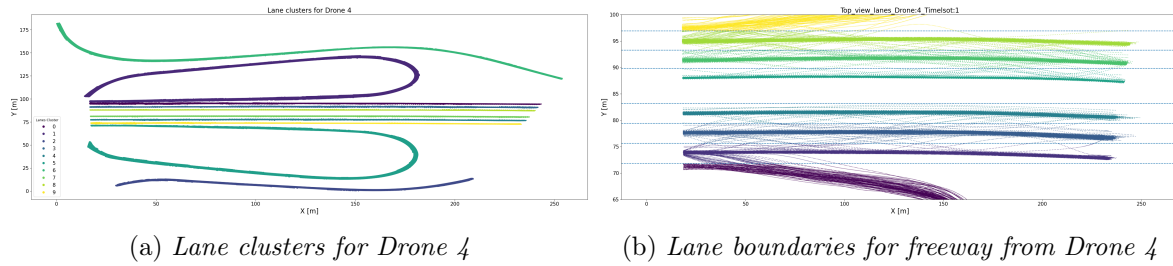 Lane clusters for Drone 4
175
150
125
100
75
50
25
0
Y [m]
Lanes Cluster
0
1
2
3
4
5
6
7
8
9
0 50 100 150 200 250
X [m]
Top_view_lanes_Drone:4_Timelsot:1
100
95
90
85
80
75
70
65
Y [m]
0 50 100 150 200 250
X [m]
(a) Lane clusters for Drone 4
(b) Lane boundaries for freeway from Drone 4